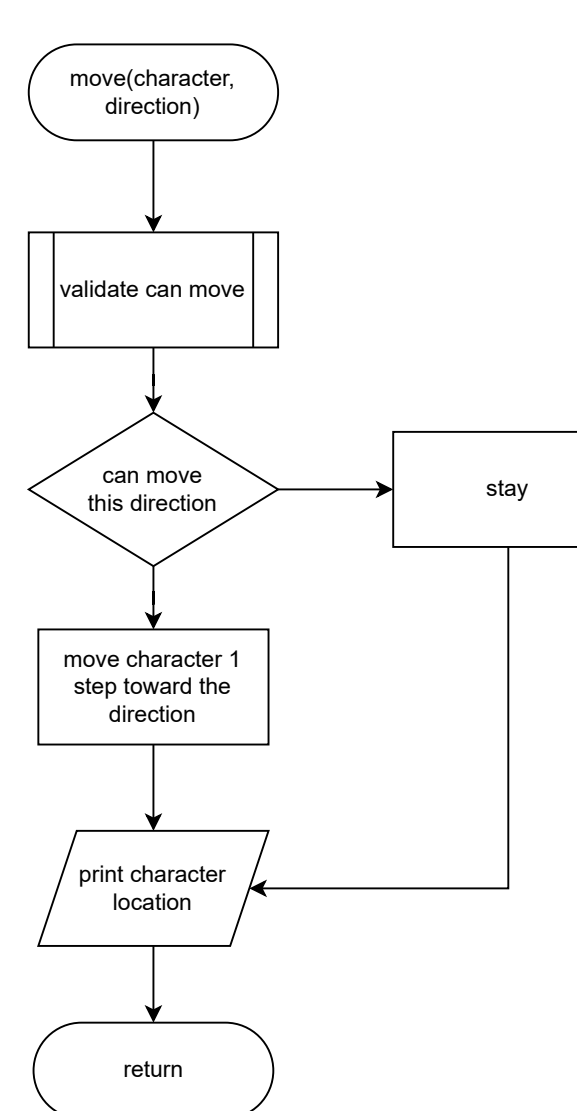 move(character,
direction)
validate can move
can move
this direction
stay
move character 1
step toward the
direction
print character
location
return